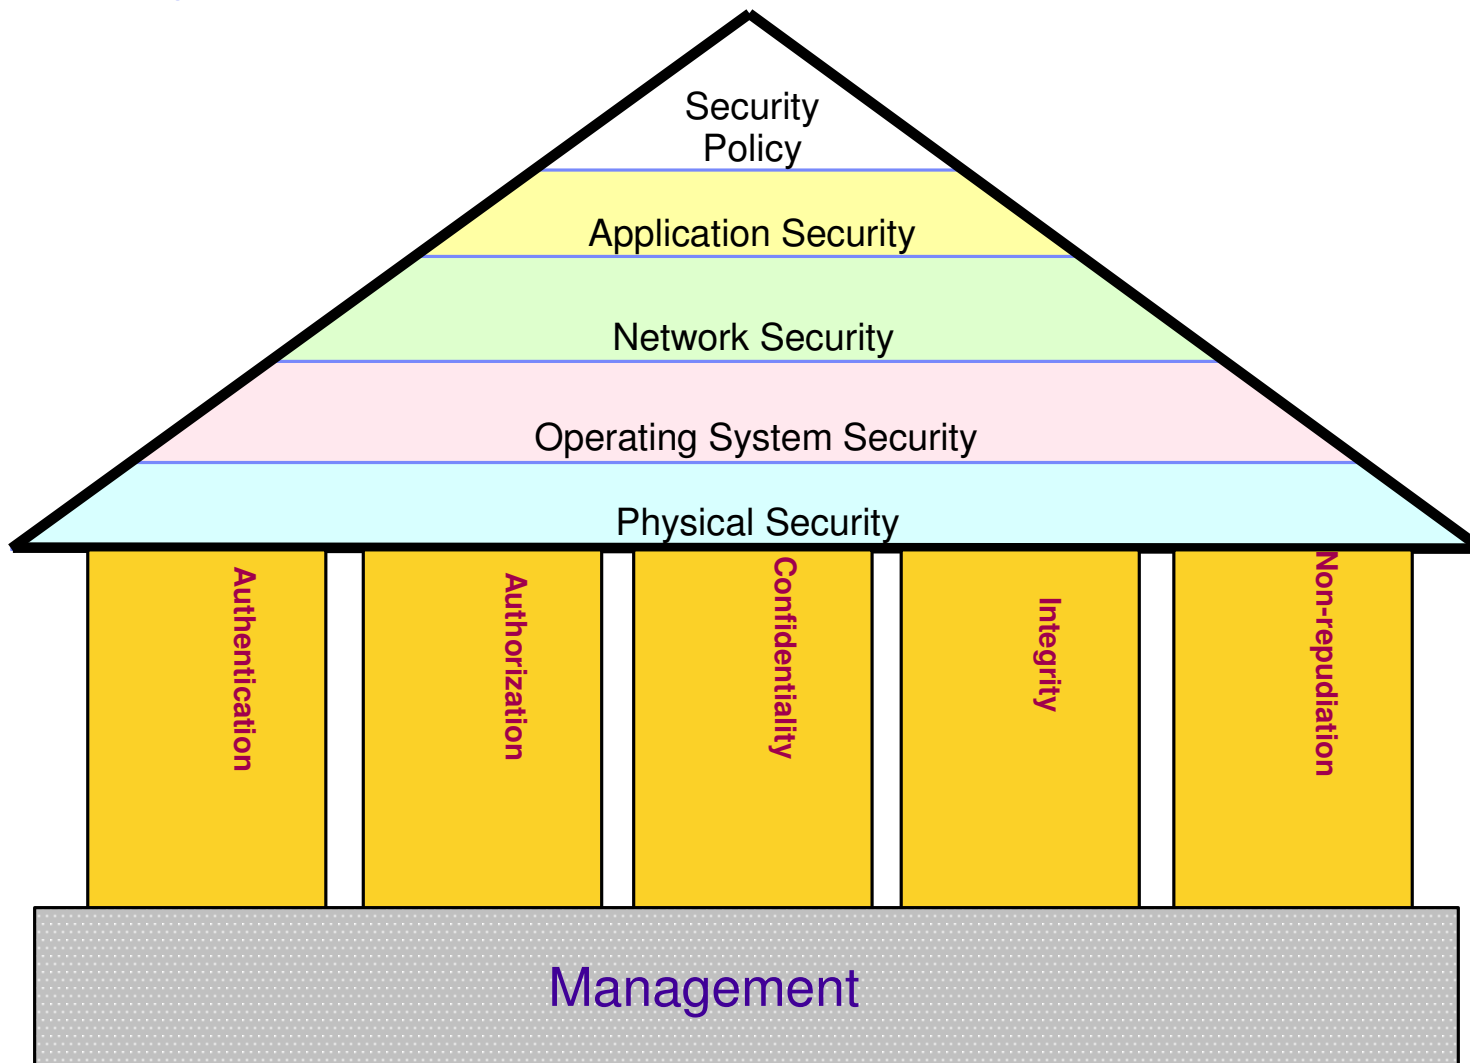 Security
Policy
Application Security
Network Security
Operating System Security
Physical Security
Authentication
Authorization
Confidentiality
Integrity
Non-repudiation
Management